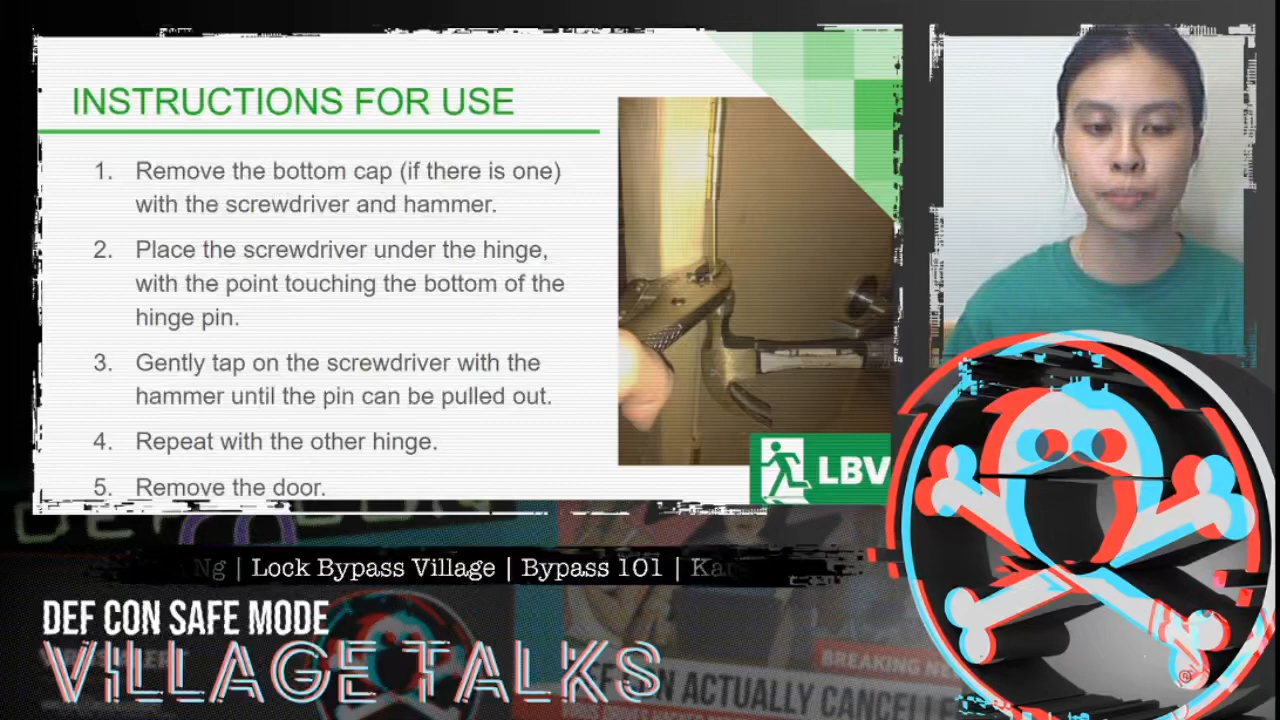 INSTRUCTIONS FOR USE
1. Remove the bottom cap (if there is one)
with the screwdriver and hammer.
2. Place the screwdriver under the hinge,
with the point touching the bottom of the
hinge pin.
3. Gently tap on the screwdriver with the
hammer until the pin can be pulled out.
4. Repeat with the other hinge.
5. Remove the door.
LBV
Ng | Lock Bypass Village | Bypass 101 | Ka
DEF CON SAFE MODE
VILLAGE TALKS
BREAKING NE
CON ACTUALLY CANCELLE